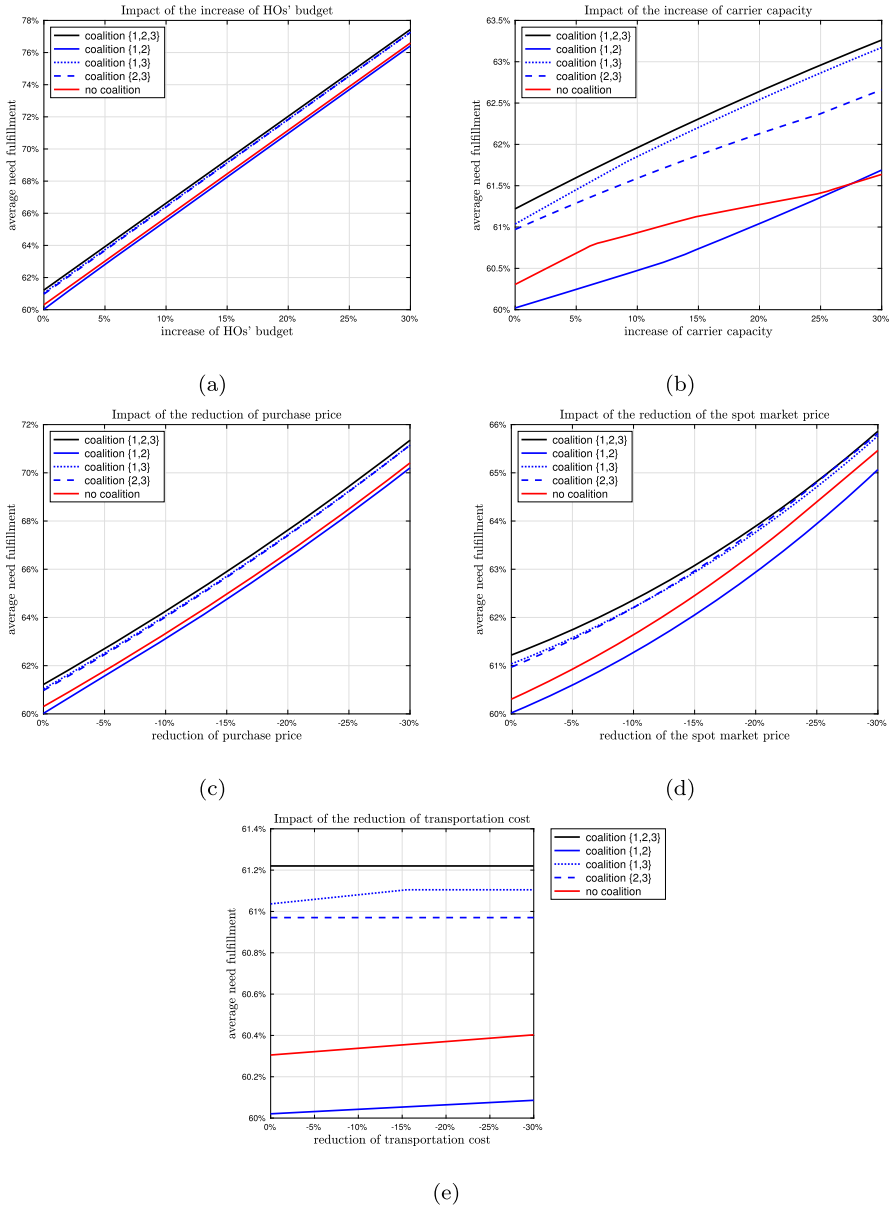 Impact of the increase of HOs' budget
78%
76%
74%
72%
70%
68%
66%
64%
62%
60%
average need fulfillment
coalition {1,2,3}
coalition {1,2}
coalition {1,3}
coalition {2,3}
no coalition
0% 5% 10% 15% 20% 25% 30%
increase of HOs' budget
(a)
Impact of the increase of carrier capacity
63.5%
63%
62.5%
62%
61.5%
61%
60.5%
60%
average need fulfillment
coalition {1,2,3}
coalition {1,2}
coalition {1,3}
coalition {2,3}
no coalition
0% 5% 10% 15% 20% 25% 30%
increase of carrier capacity
(b)
Impact of the reduction of purchase price
72%
70%
68%
66%
64%
62%
60%
average need fulfillment
coalition {1,2,3}
coalition {1,2}
coalition {1,3}
coalition {2,3}
no coalition
0% -5% -10% -15% -20% -25% -30%
reduction of purchase price
(c)
Impact of the reduction of the spot market price
66%
65%
64%
63%
62%
61%
60%
average need fulfillment
coalition {1,2,3}
coalition {1,2}
coalition {1,3}
coalition {2,3}
no coalition
0% -5% -10% -15% -20% -25% -30%
reduction of the spot market price
(d)
Impact of the reduction of transportation cost
61.4%
61.2%
61%
60.8%
60.6%
60.4%
60.2%
60%
average need fulfillment
coalition {1,2,3}
coalition {1,2}
coalition {1,3}
coalition {2,3}
no coalition
0% -5% -10% -15% -20% -25% -30%
reduction of transportation cost
(e)